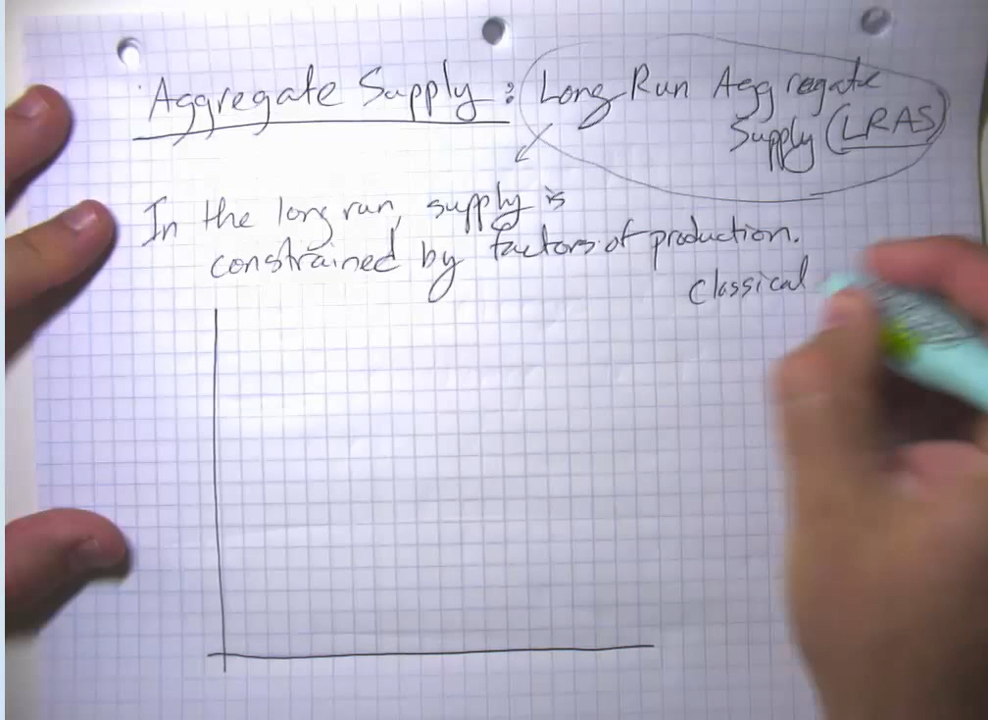 Aggregate Supply : Long Run Aggregate
Supply (LRAS)
In the long run, supply is
constrained by factors of production.
Classical